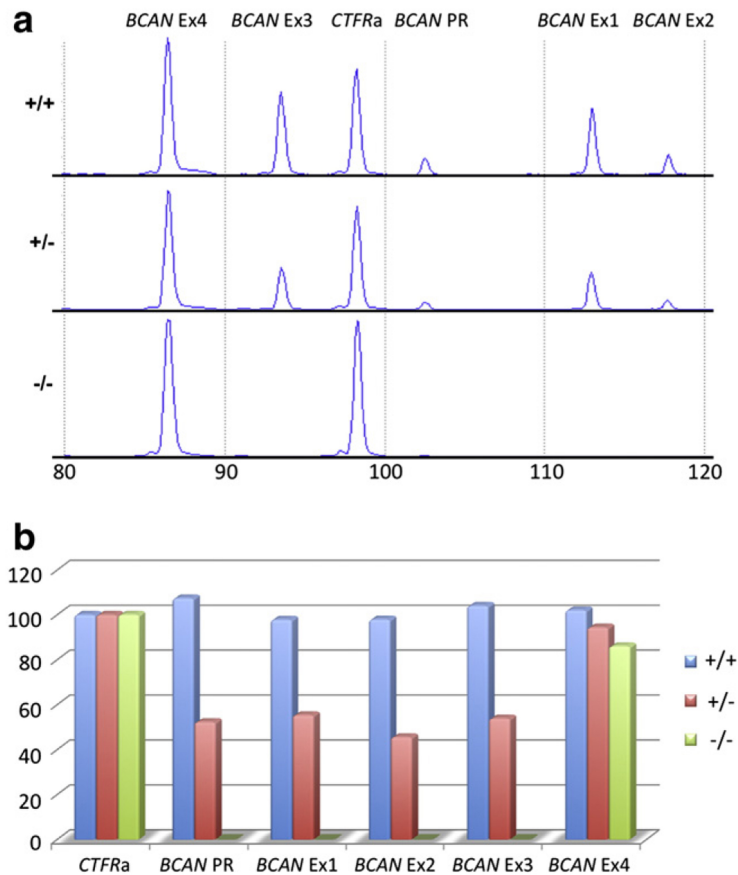 a
BCAN Ex4 BCAN Ex3 CTFRa BCAN PR BCAN Ex1 BCAN Ex2
+/+
+/-
-/-
80 90 100 110 120
b
120
100
80
60
40
20
0
+/+
+/-
-/-
CTFRa BCAN PR BCAN Ex1 BCAN Ex2 BCAN Ex3 BCAN Ex4